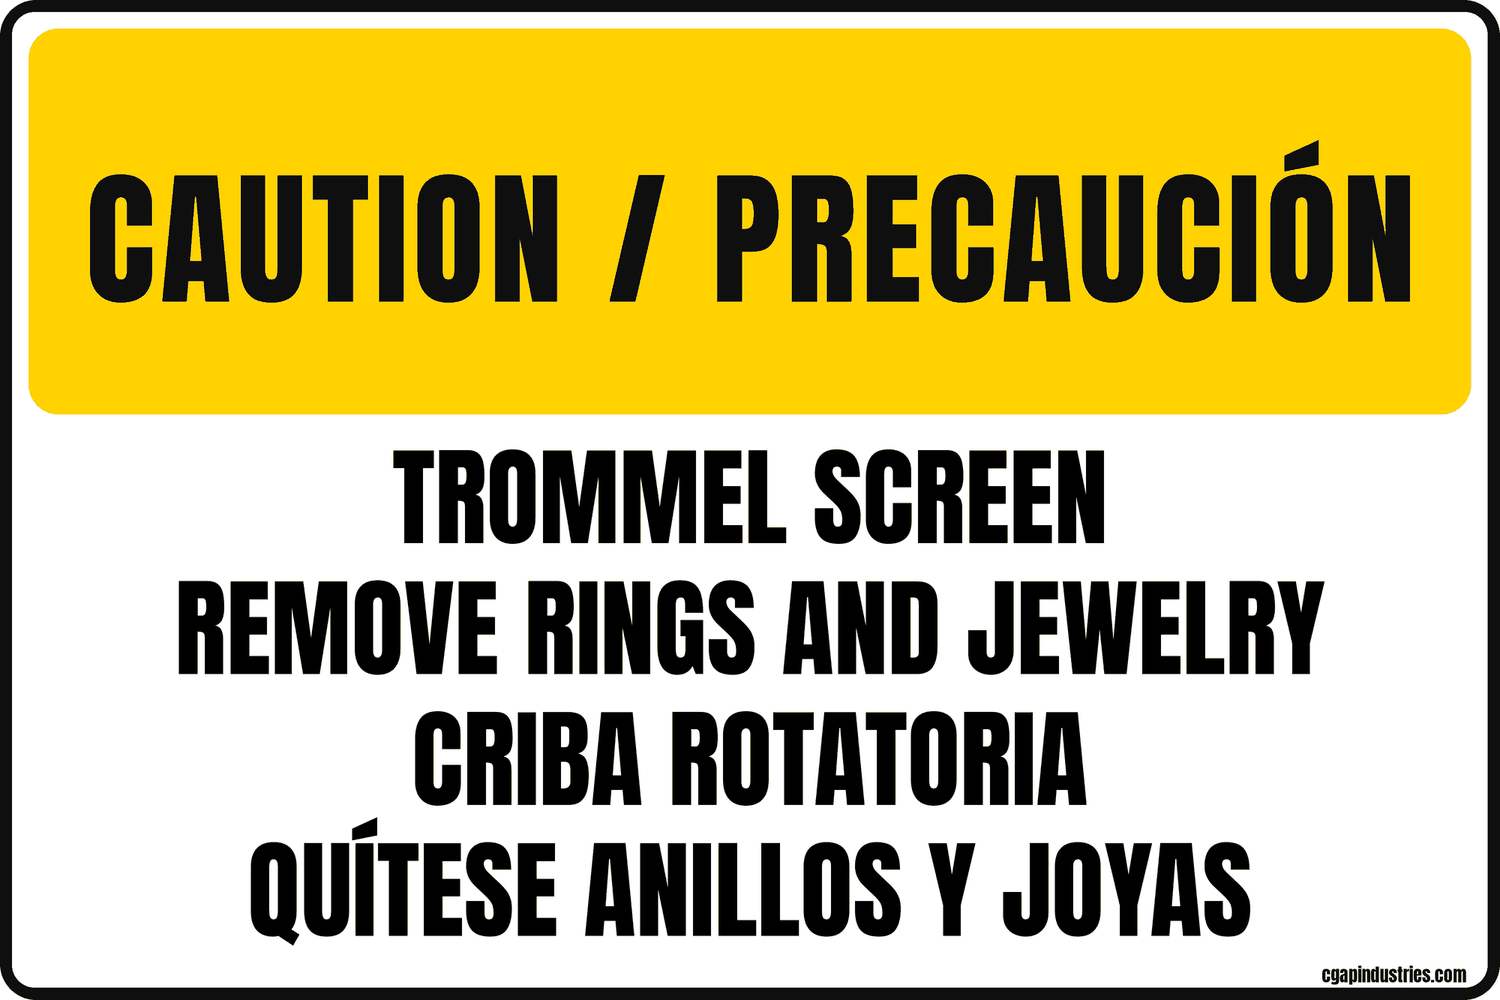 CAUTION / PRECAUCIÓN
TROMMEL SCREEN
REMOVE RINGS AND JEWELRY
CRIBA ROTATORIA
QUÍTESE ANILLOS Y JOYAS
cgapindustries.com